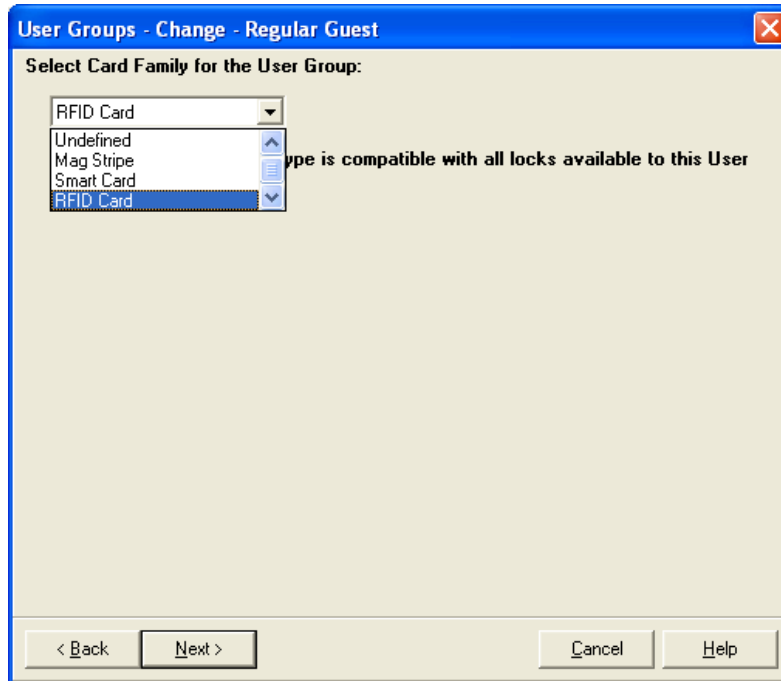 User Groups - Change - Regular Guest
Select Card Family for the User Group:
RFID Card
Undefined
Mag Stripe
Smart Card
RFID Card
is compatible with all locks available to this User
< Back
Next >
Cancel
Help